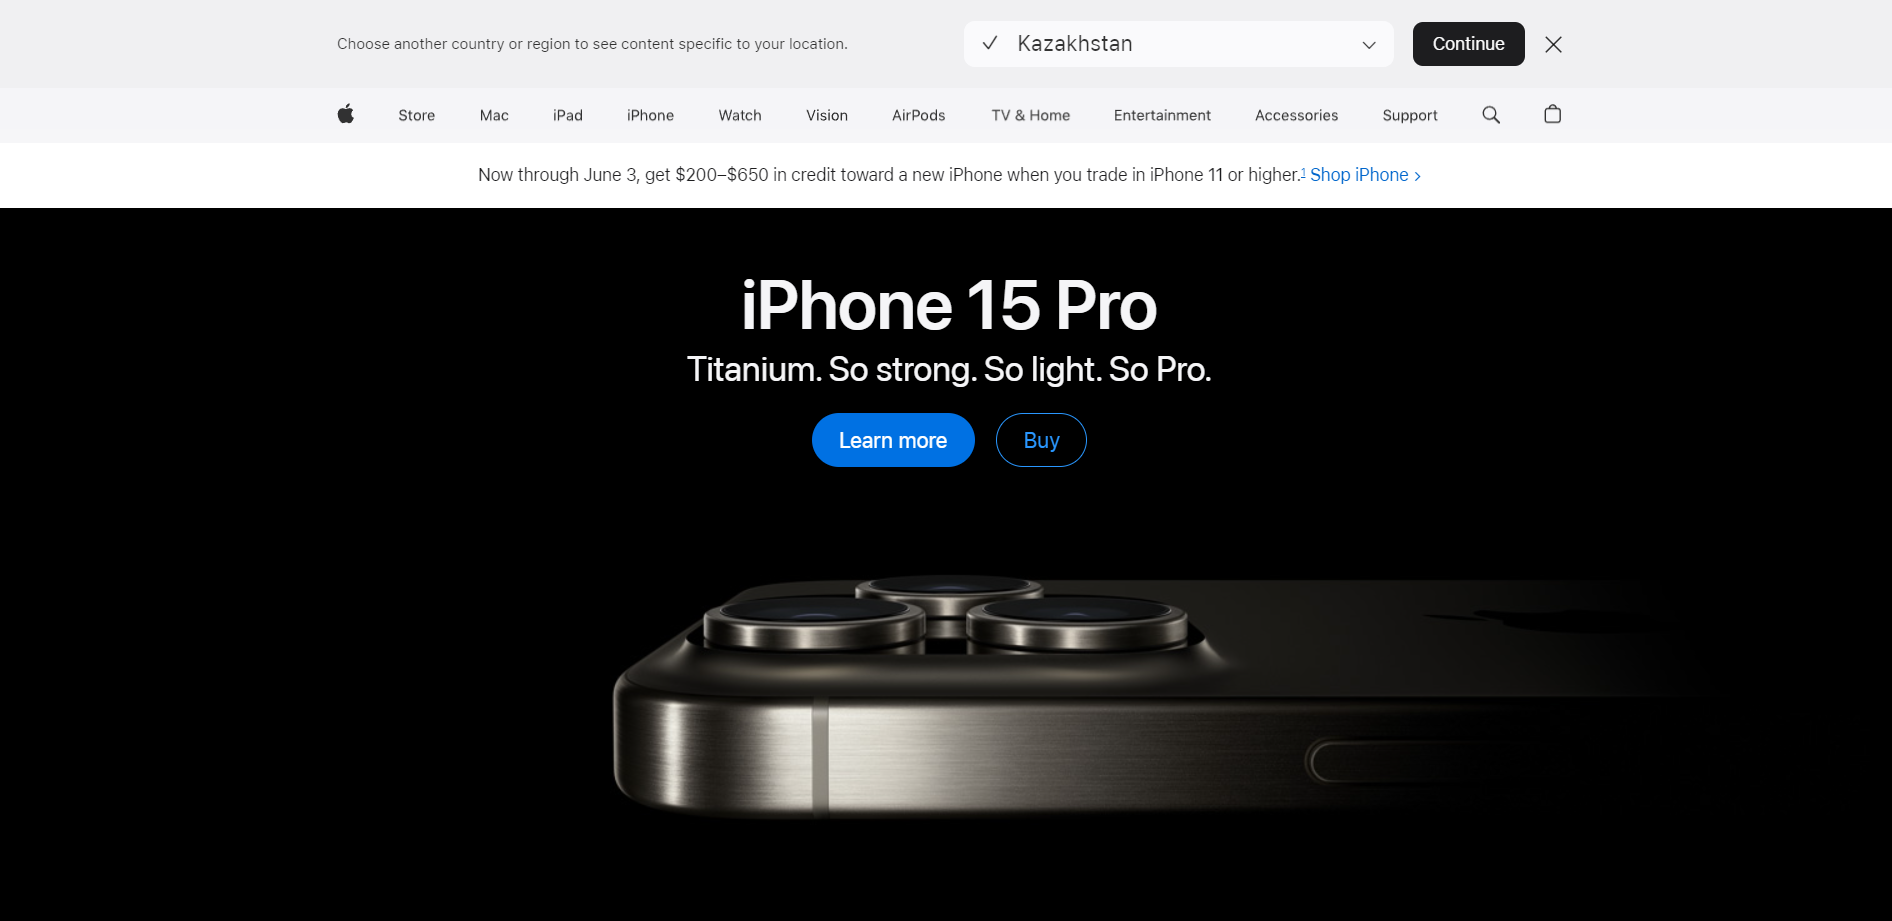 Choose another country or region to see content specific to your location.
Kazakhstan
Continue
Store Mac iPad iPhone Watch Vision AirPods TV & Home Entertainment Accessories Support
Now through June 3, get $200–$650 in credit toward a new iPhone when you trade in iPhone 11 or higher.¹ Shop iPhone >
iPhone 15 Pro
Titanium. So strong. So light. So Pro.
Learn more Buy